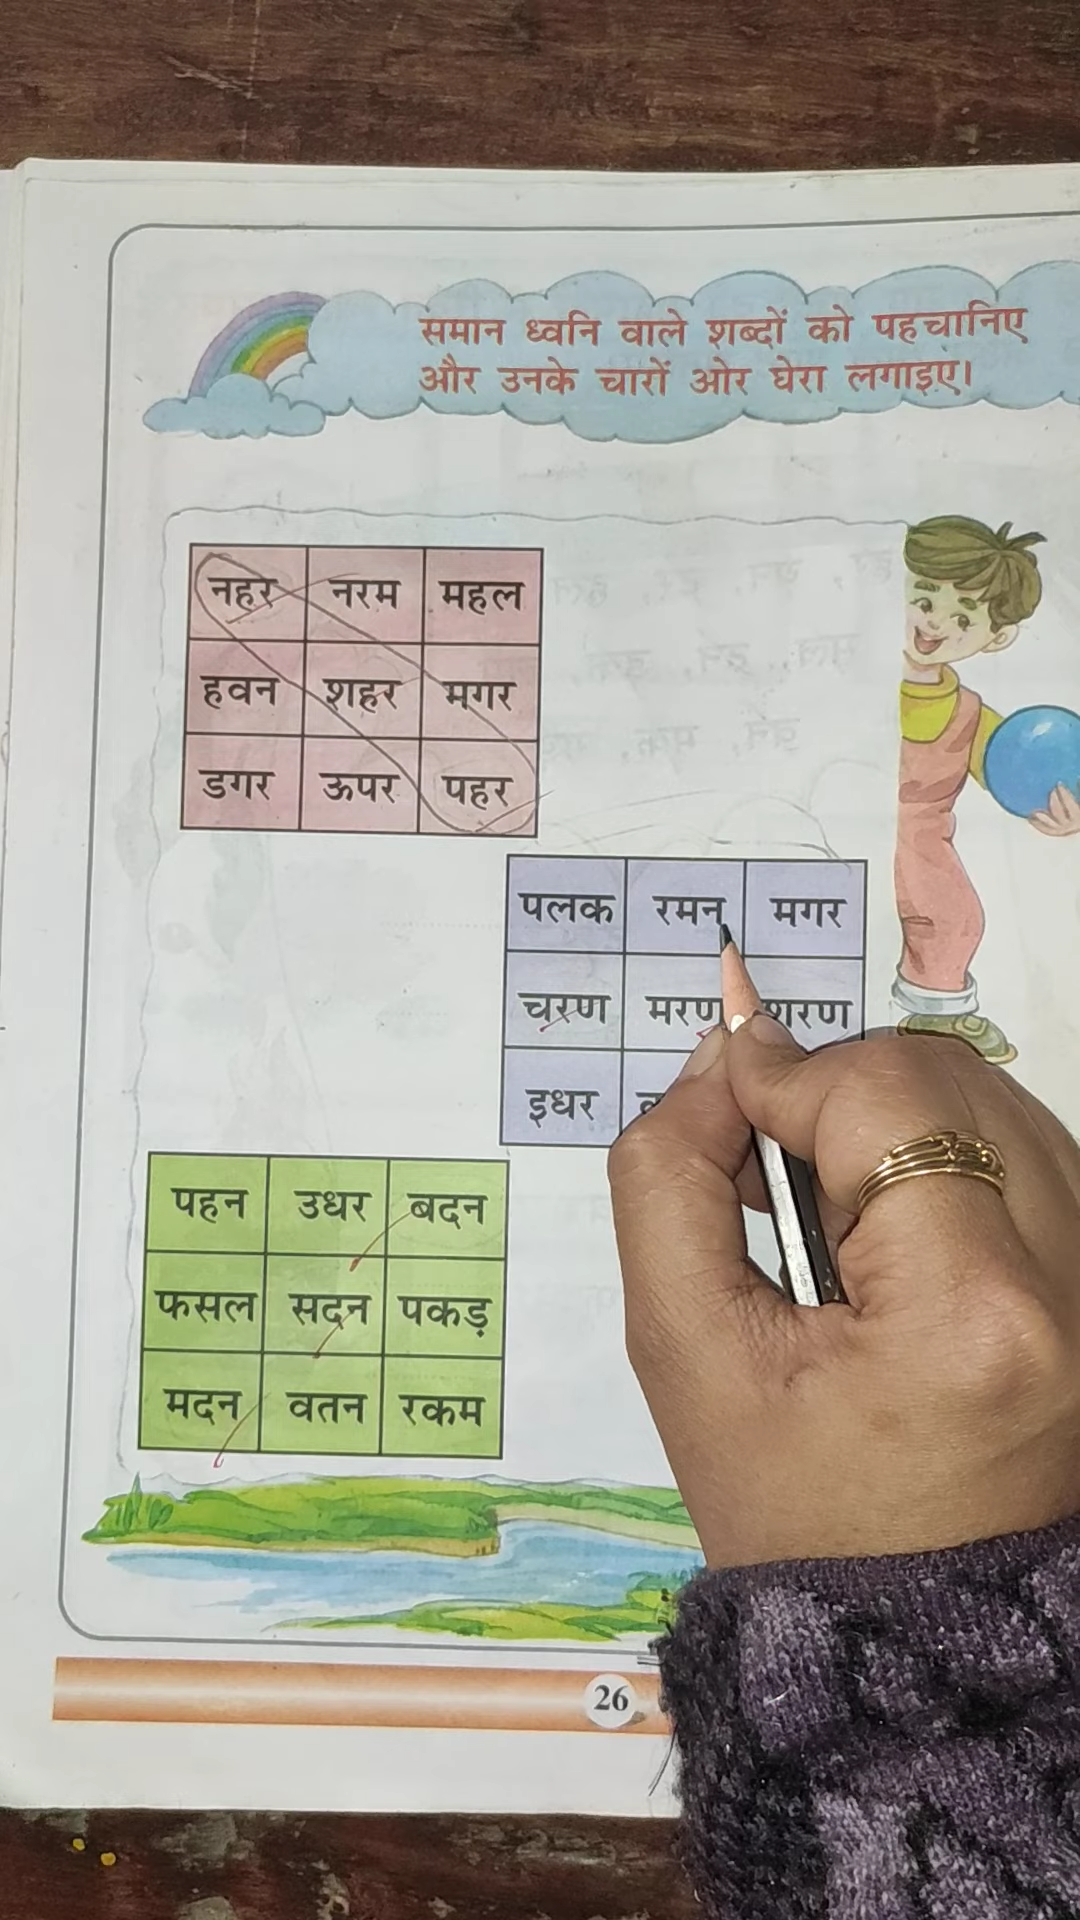 समान ध्वनि वाले शब्दों को पहचानिए
और उनके चारों ओर घेरा लगाइए।
नहर नरम महल
हवन शहर मगर
डगर ऊपर पहर
पलक रमन मगर
चरण मरण शरण
इधर
पहन उधर बदन
फसल सदन पकड़
मदन वतन रकम
26